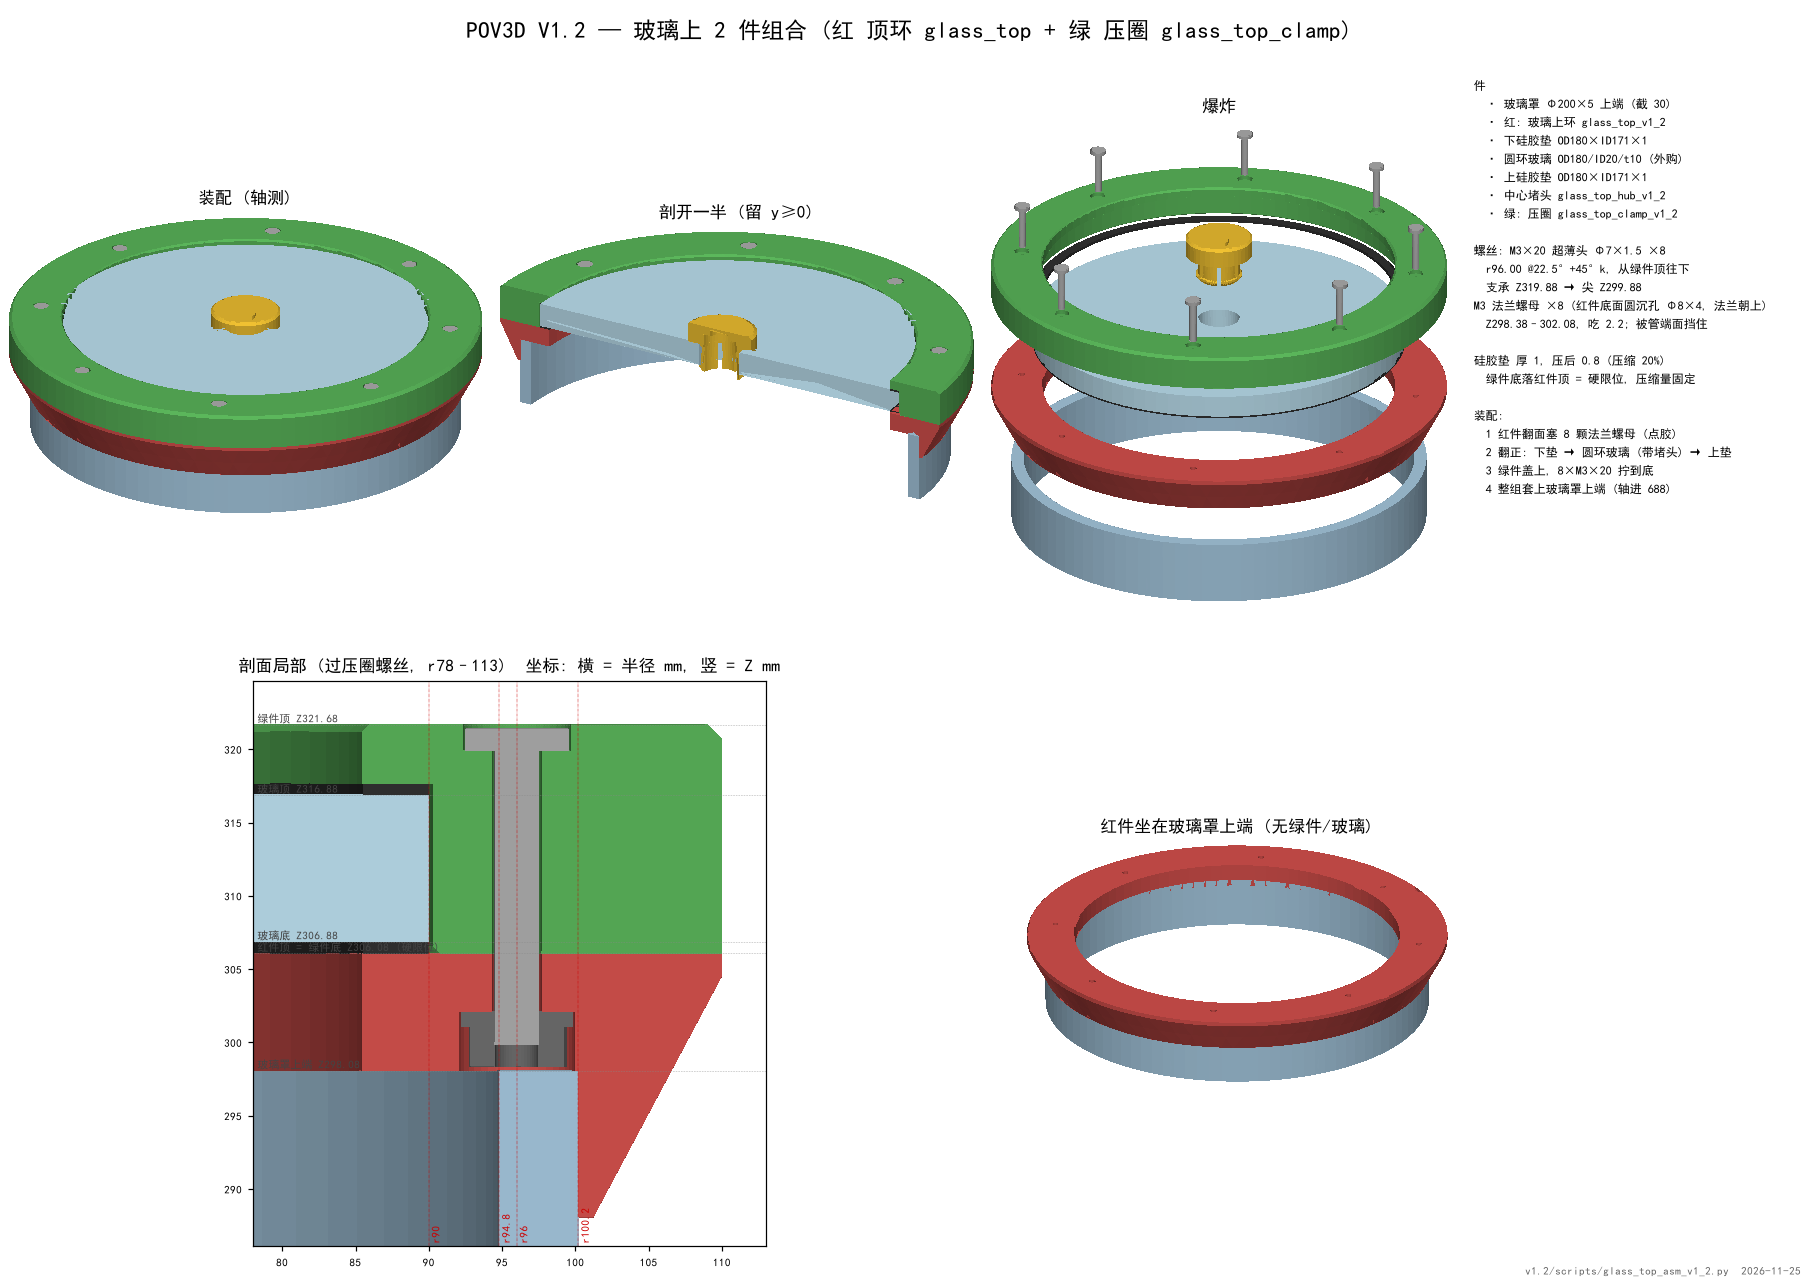 POV3D V1.2 — 玻璃上 2 件组合 (红 顶环 glass_top + 绿 压圈 glass_top_clamp)
装配 (轴测)
剖开一半 (留 y≥0)
爆炸
件
· 玻璃罩 Φ200×5 上端 (截 30)
· 红: 玻璃上环 glass_top_v1_2
· 下硅胶垫 OD180×ID171×1
· 圆环玻璃 OD180/ID20/t10 (外购)
· 上硅胶垫 OD180×ID171×1
· 中心堵头 glass_top_hub_v1_2
· 绿: 压圈 glass_top_clamp_v1_2
螺丝: M3×20 超薄头 Φ7×1.5 ×8
r96.00 @22.5° +45° k, 从绿件顶往下
支承 Z319.88 → 尖 Z299.88
M3 法兰螺母 ×8 (红件底面圆沉孔 Φ8×4, 法兰朝上)
Z298.38–302.08, 吃 2.2; 被管端面挡住
硅胶垫 厚 1, 压后 0.8 (压缩 20%)
绿件底落红件顶 = 硬限位, 压缩量固定
装配:
1 红件翻面塞 8 颗法兰螺母 (点胶)
2 翻正: 下垫 → 圆环玻璃 (带堵头) → 上垫
3 绿件盖上, 8×M3×20 拧到底
4 整组套上玻璃罩上端 (轴进 688)
剖面局部 (过压圈螺丝, r78–113)  坐标: 横 = 半径 mm, 竖 = Z mm
绿件顶 Z321.68
玻璃顶 Z316.88
玻璃底 Z306.88
红件顶 = 绿件底 Z306.08
320
315
310
305
300
295
290
r90
r94.8
r96
r100.2
80
85
90
95
100
105
110
红件坐在玻璃罩上端 (无绿件/玻璃)
v1.2/scripts/glass_top_asm_v1_2.py  2026-11-25